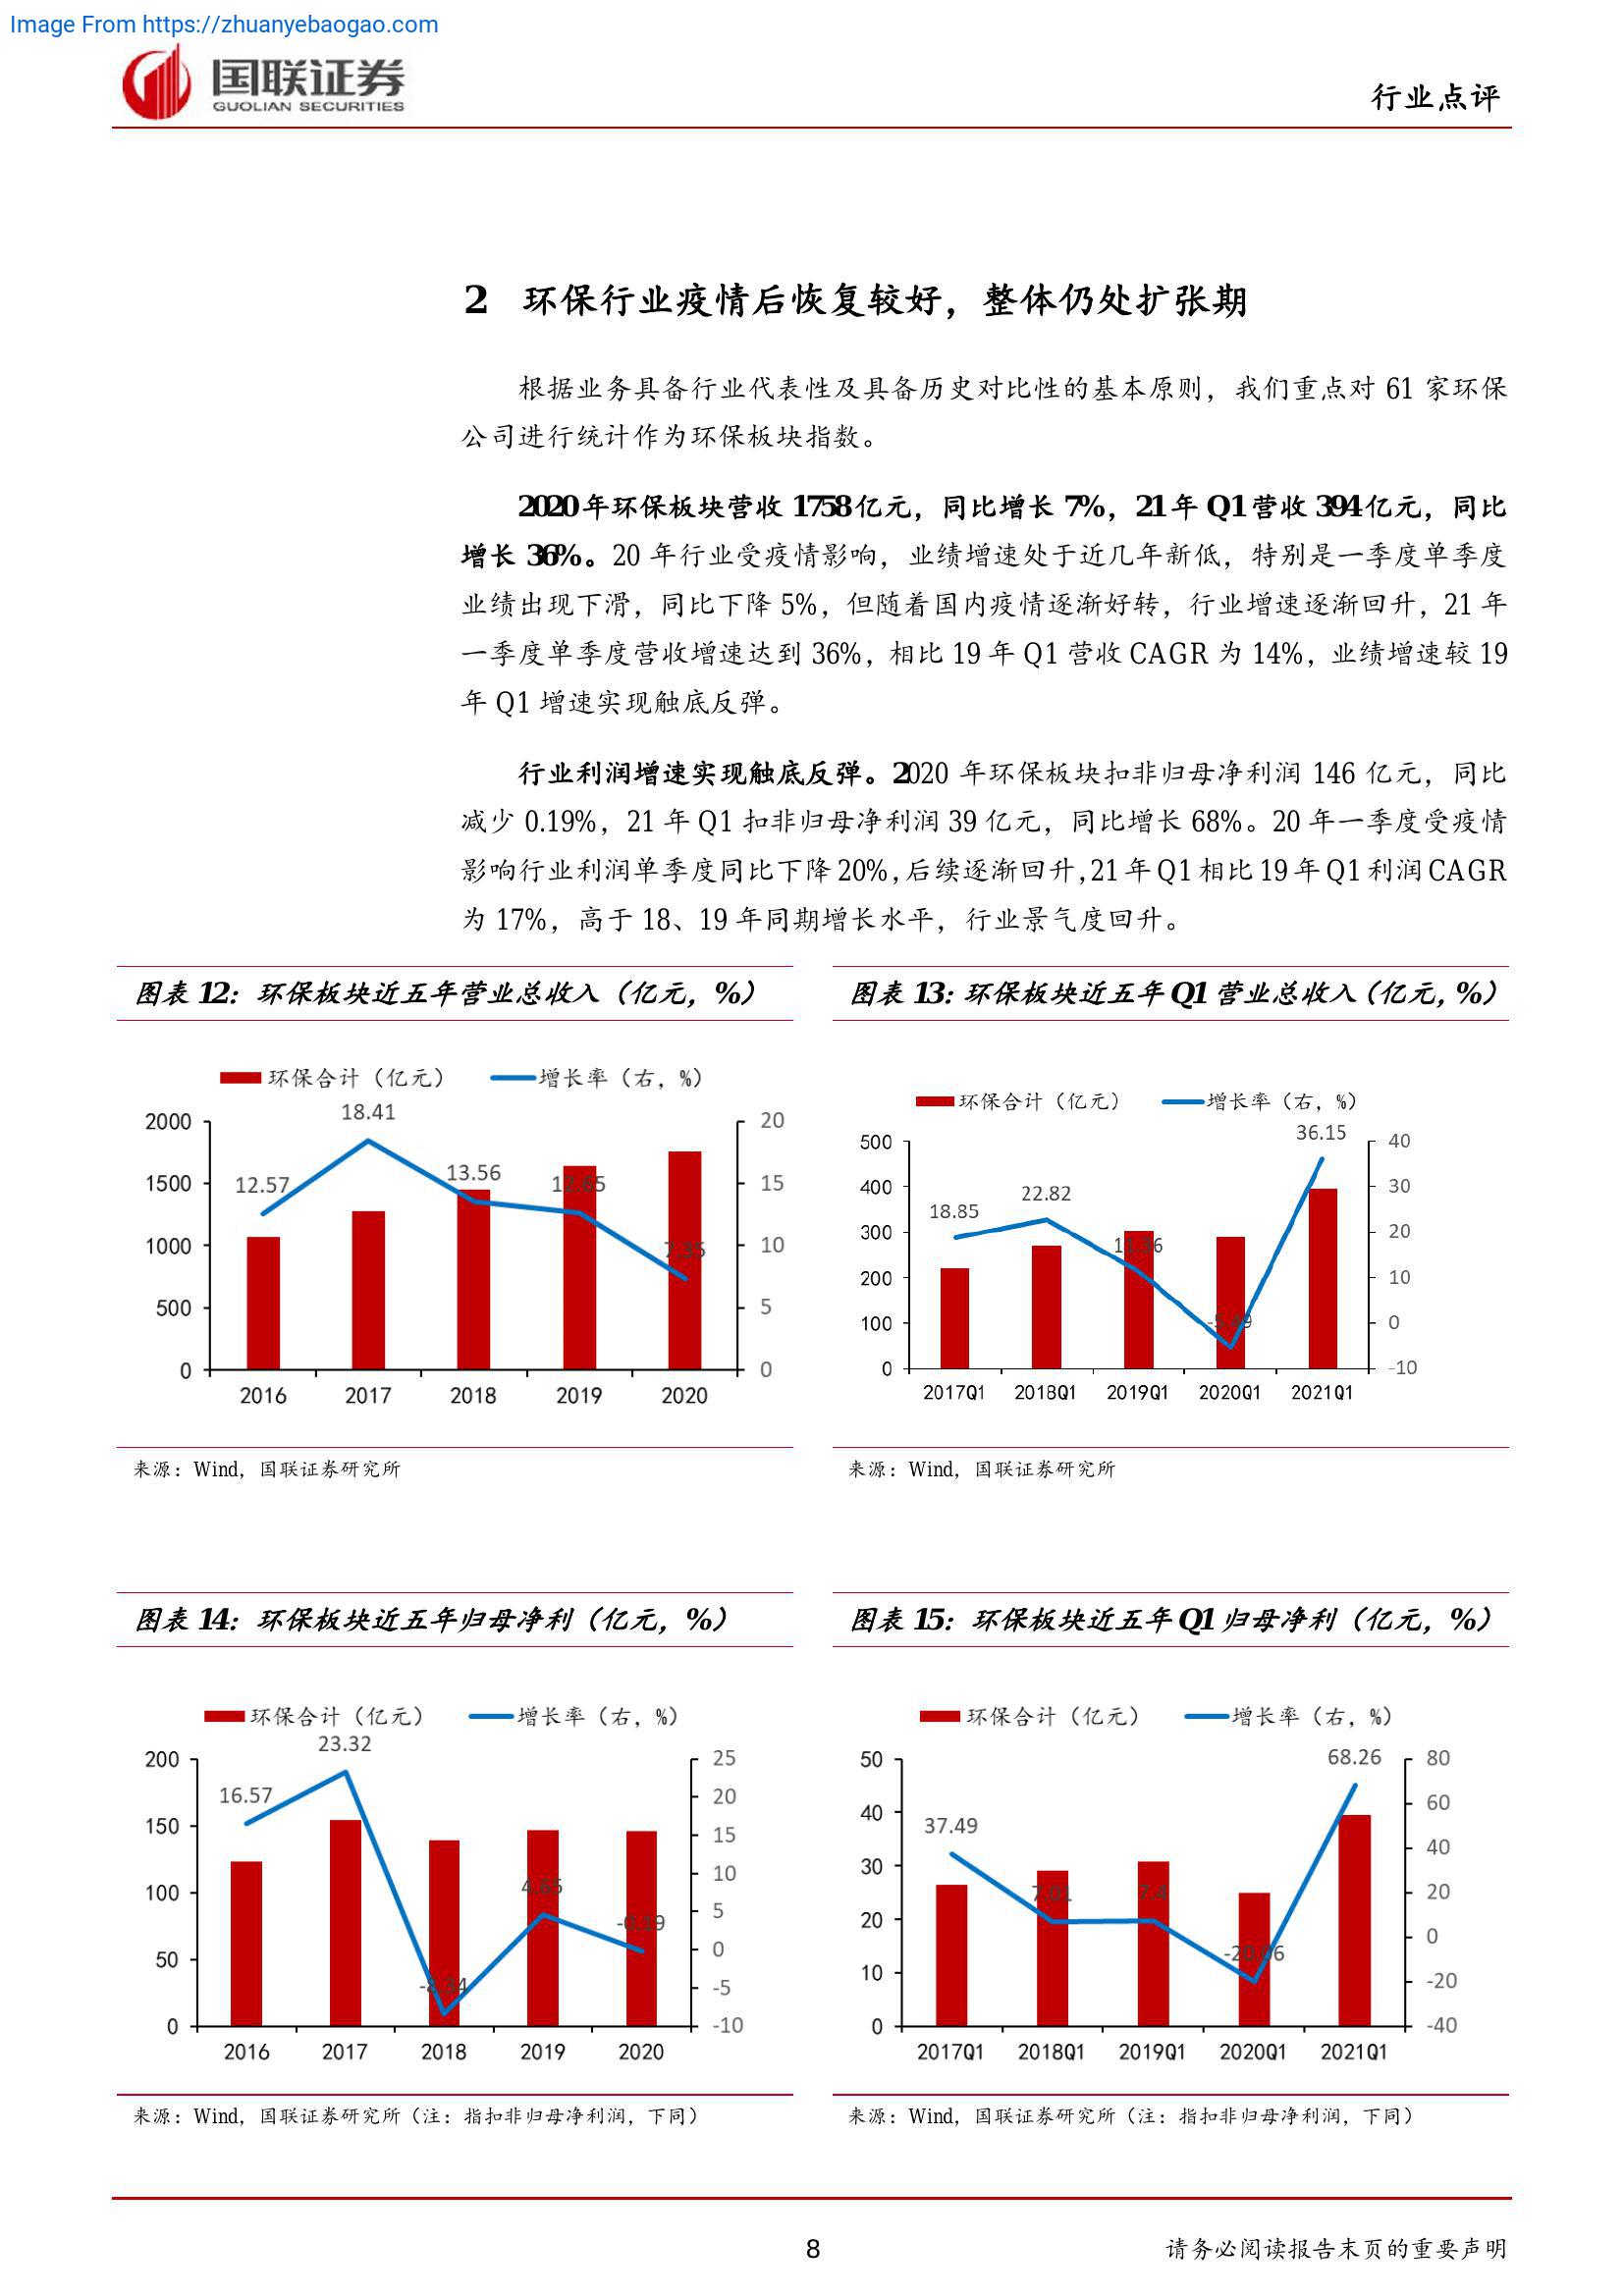 Image From https://zhuanyebaogao.com
国联证券
GUOLIAN SECURITIES
行业点评
2 环保行业疫情后恢复较好，整体仍处扩张期
根据业务具备行业代表性及具备历史对比性的基本原则，我们重点对 61 家环保
公司进行统计作为环保板块指数。
2020 年环保板块营收 1758 亿元，同比增长 7%，21 年 Q1 营收 394 亿元，同比
增长 36%。20 年行业受疫情影响，业绩增速处于近几年新低，特别是一季度单季度
业绩出现下滑，同比下降 5%，但随着国内疫情逐渐好转，行业增速逐渐回升，21 年
一季度单季度营收增速达到 36%，相比 19 年 Q1 营收 CAGR 为 14%，业绩增速较 19
年 Q1 增速实现触底反弹。
行业利润增速实现触底反弹。2020 年环保板块扣非归母净利润 146 亿元，同比
减少 0.19%，21 年 Q1 扣非归母净利润 39 亿元，同比增长 68%。20 年一季度受疫情
影响行业利润单季度同比下降 20%，后续逐渐回升，21 年 Q1 相比 19 年 Q1 利润 CAGR
为 17%，高于 18、19 年同期增长水平，行业景气度回升。
图表 12：环保板块近五年营业总收入（亿元，%）
环保合计（亿元） 增长率（右，%）
18.41
2000 20
12.57 13.56 12.65
1500 15
1000 10
7.35
500 5
0 0
2016 2017 2018 2019 2020
来源：Wind，国联证券研究所
图表 13：环保板块近五年 Q1 营业总收入（亿元，%）
环保合计（亿元） 增长率（右，%）
36.15
500 40
400 30
18.85 22.82
300 20
11.36
200 10
100 0
0 -10
2017Q1 2018Q1 2019Q1 2020Q1 2021Q1
来源：Wind，国联证券研究所
图表 14：环保板块近五年归母净利（亿元，%）
环保合计（亿元） 增长率（右，%）
23.32
200 25
16.57 20
150 15
10
100 4.65 5
-0.19 0
50 -5
-8.34
0 -10
2016 2017 2018 2019 2020
来源：Wind，国联证券研究所（注：指扣非归母净利润，下同）
图表 15：环保板块近五年 Q1 归母净利（亿元，%）
环保合计（亿元） 增长率（右，%）
68.26
50 80
37.49 60
40 40
30 20
7.01 7.4
20 0
10 -20
0 -40
2017Q1 2018Q1 2019Q1 2020Q1 2021Q1
来源：Wind，国联证券研究所（注：指扣非归母净利润，下同）
8
请务必阅读报告末页的重要声明